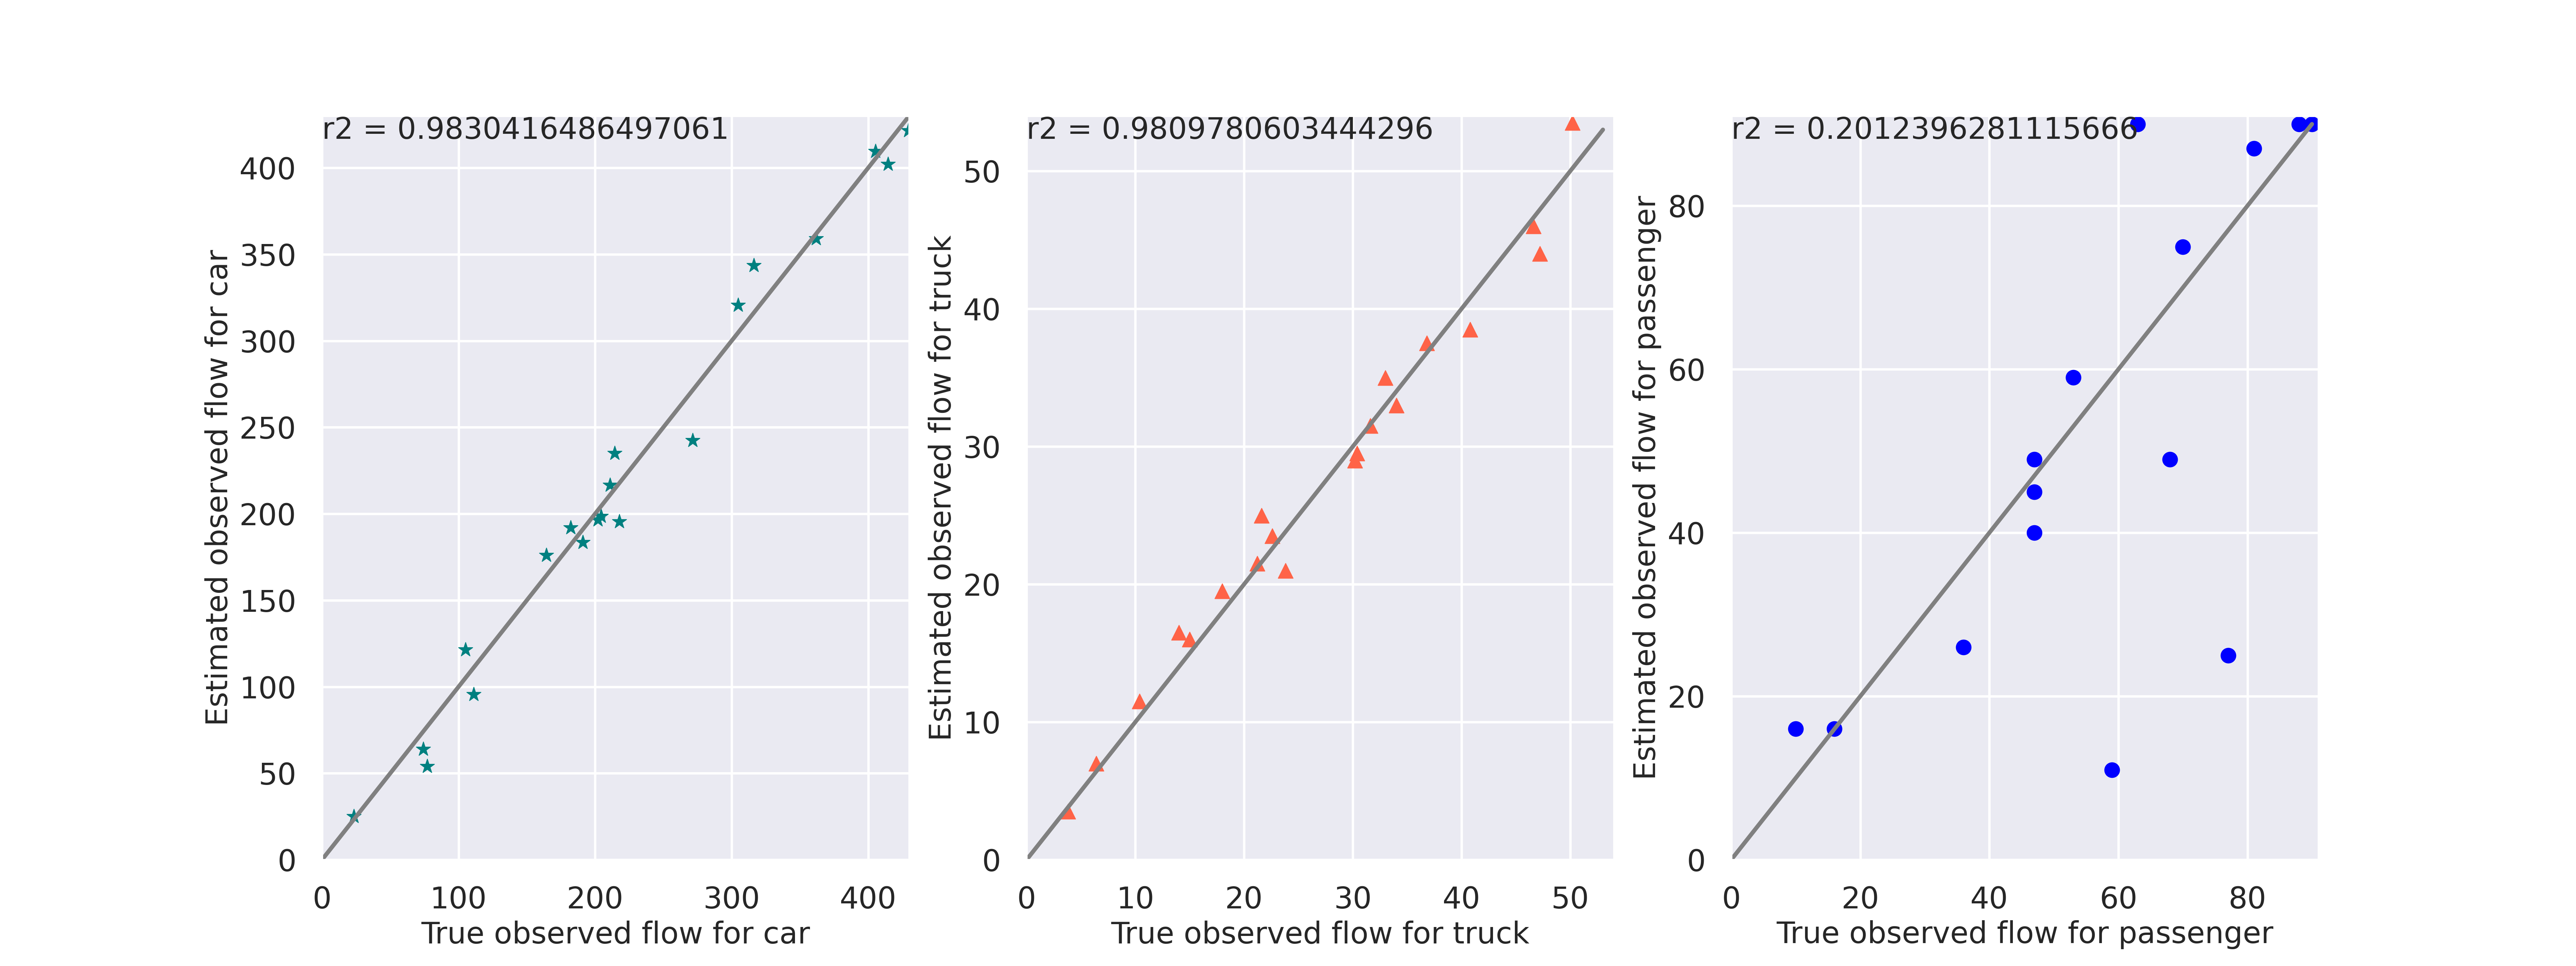 r2 = 0.9830416486497061
Estimated observed flow for car
400
350
300
250
200
150
100
50
0
0 100 200 300 400
True observed flow for car
r2 = 0.9809780603444296
Estimated observed flow for truck
50
40
30
20
10
0
0 10 20 30 40 50
True observed flow for truck
r2 = 0.2012396281115666
Estimated observed flow for passenger
80
60
40
20
0
0 20 40 60 80
True observed flow for passenger